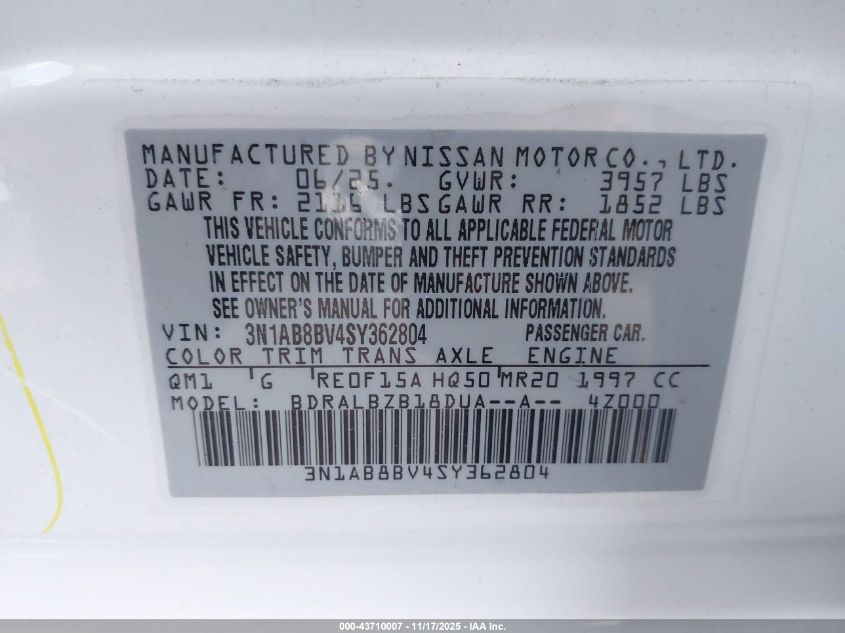 MANUFACTURED BY NISSAN MOTOR CO., LTD.
DATE: 06/25. GVWR: 3957 LBS
GAWR FR: 2116 LBS GAWR RR: 1852 LBS
THIS VEHICLE CONFORMS TO ALL APPLICABLE FEDERAL MOTOR
VEHICLE SAFETY, BUMPER AND THEFT PREVENTION STANDARDS
IN EFFECT ON THE DATE OF MANUFACTURE SHOWN ABOVE.
SEE OWNER'S MANUAL FOR ADDITIONAL INFORMATION.
VIN: 3N1AB8BV4SY362804 PASSENGER CAR.
COLOR TRIM TRANS AXLE ENGINE
QM1 G RE0F15A HQ50 MR20 1997 CC
MODEL: BDRALBZB18DUA--A-- 4Z000
3N1AB8BV4SY362804
000-43710007 - 11/17/2025 - IAA Inc.